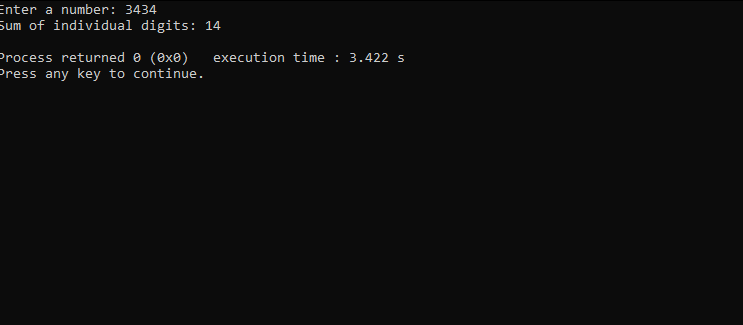 Enter a number: 3434
Sum of individual digits: 14
Process returned 0 (0x0)   execution time : 3.422 s
Press any key to continue.